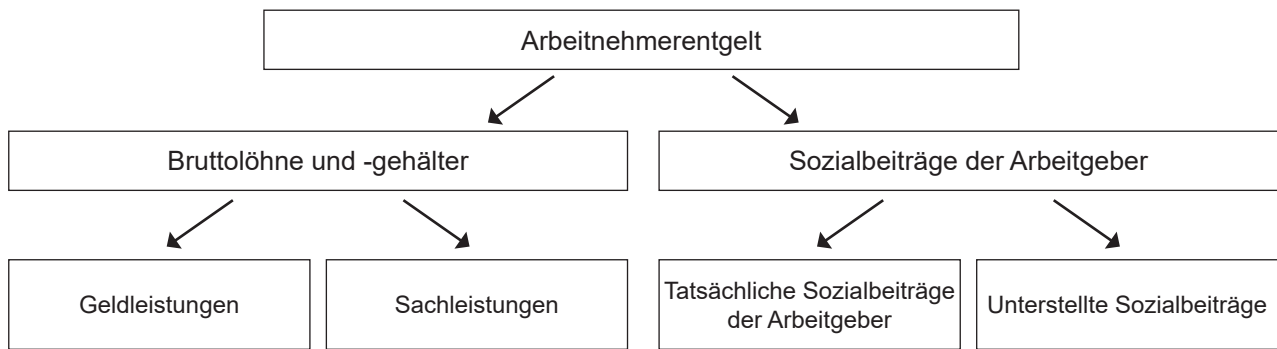 Arbeitnehmerentgelt
Bruttolöhne und -gehälter
Sozialbeiträge der Arbeitgeber
Geldleistungen
Sachleistungen
Tatsächliche Sozialbeiträge
der Arbeitgeber
Unterstellte Sozialbeiträge